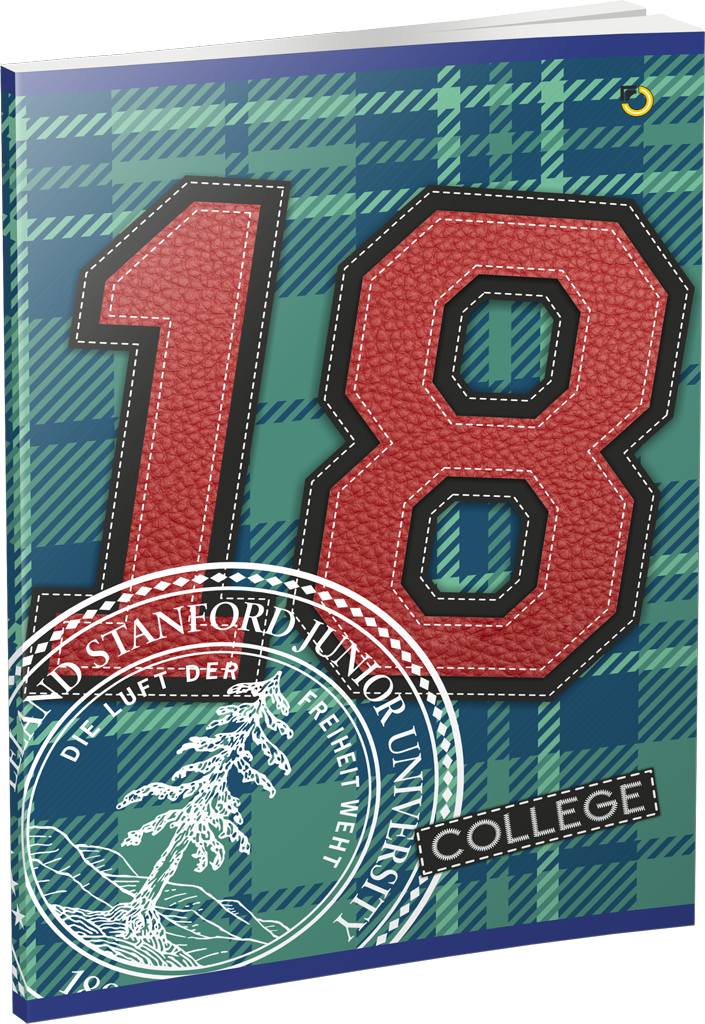 18
LAND STANFORD JUNIOR UNIVERSITY
DIE LUFT DER FREIHEIT WEHT
COLLEGE